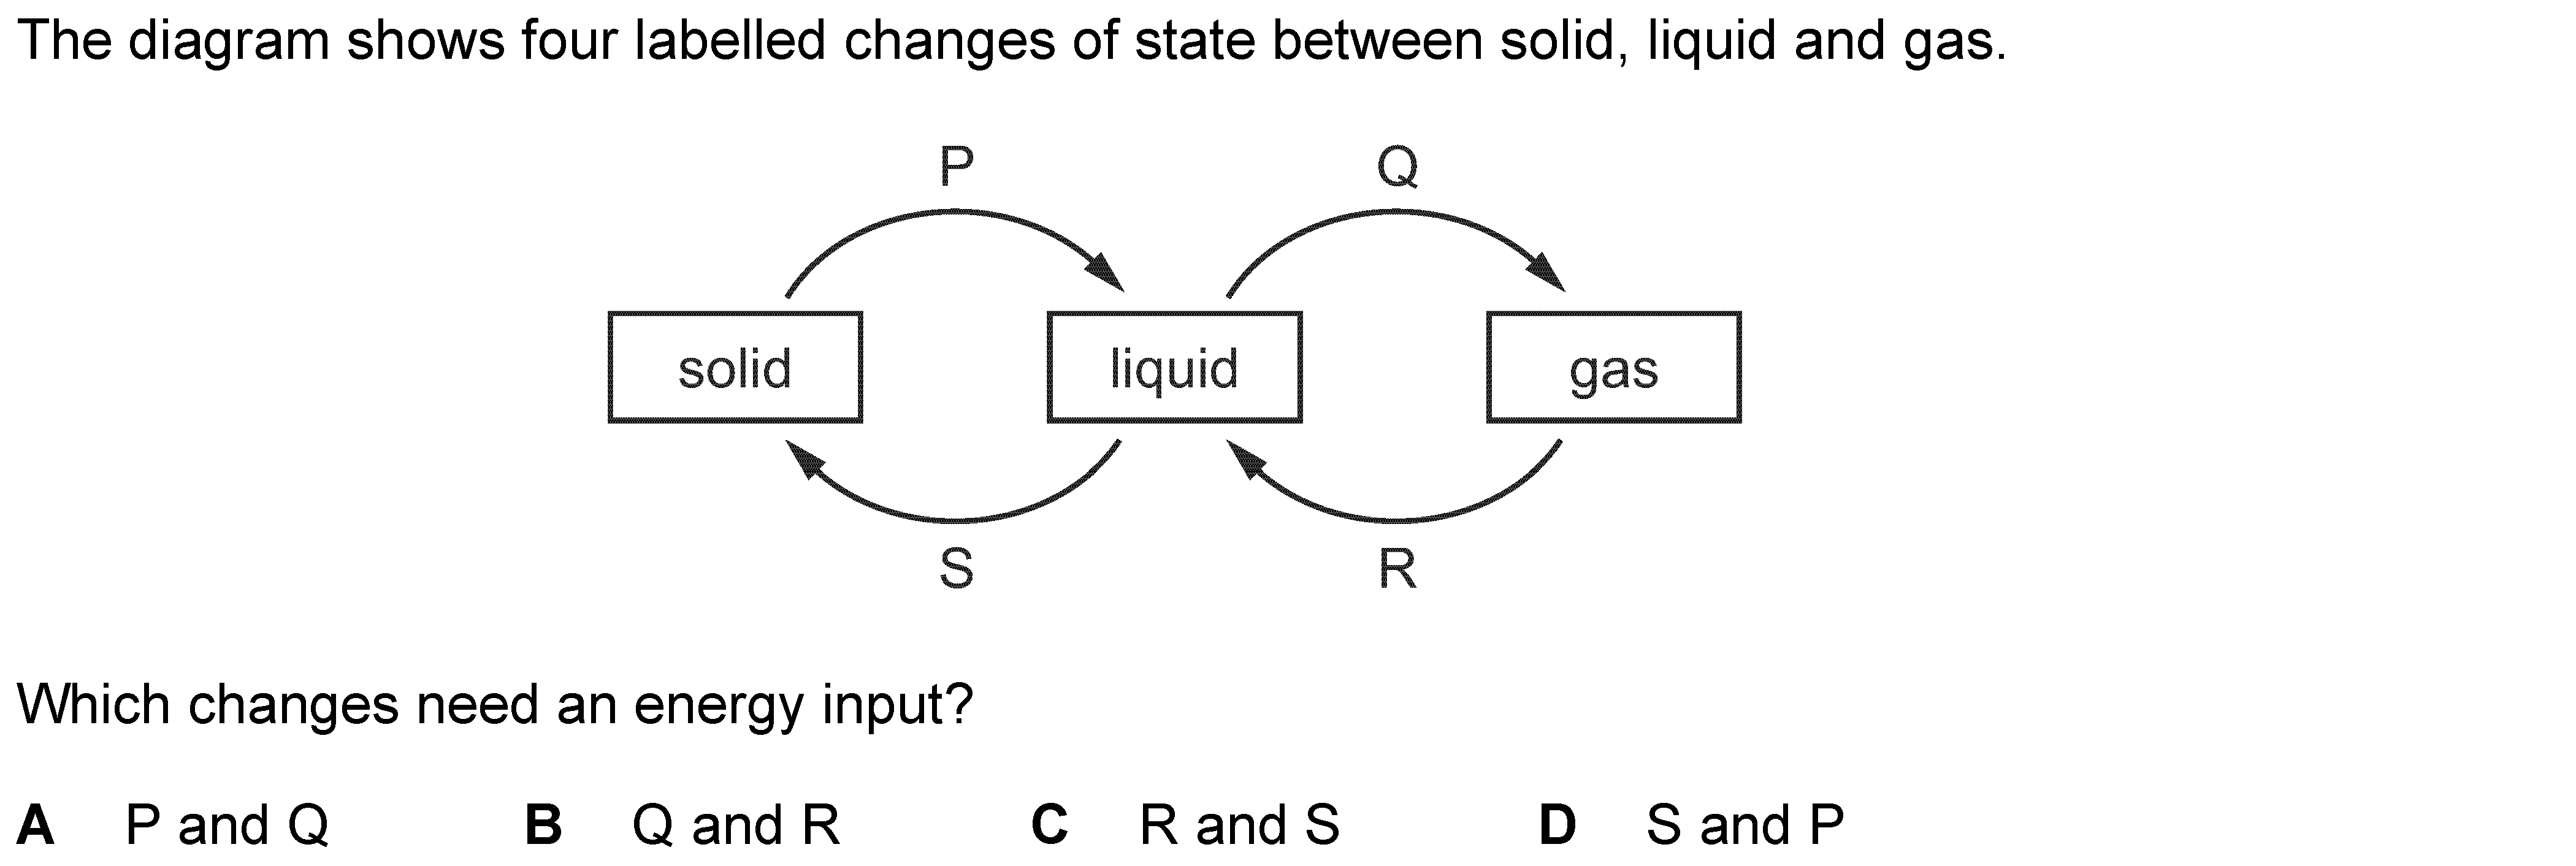 The diagram shows four labelled changes of state between solid, liquid and gas.
P Q
solid liquid gas
S R
Which changes need an energy input?
A P and Q B Q and R C R and S D S and P